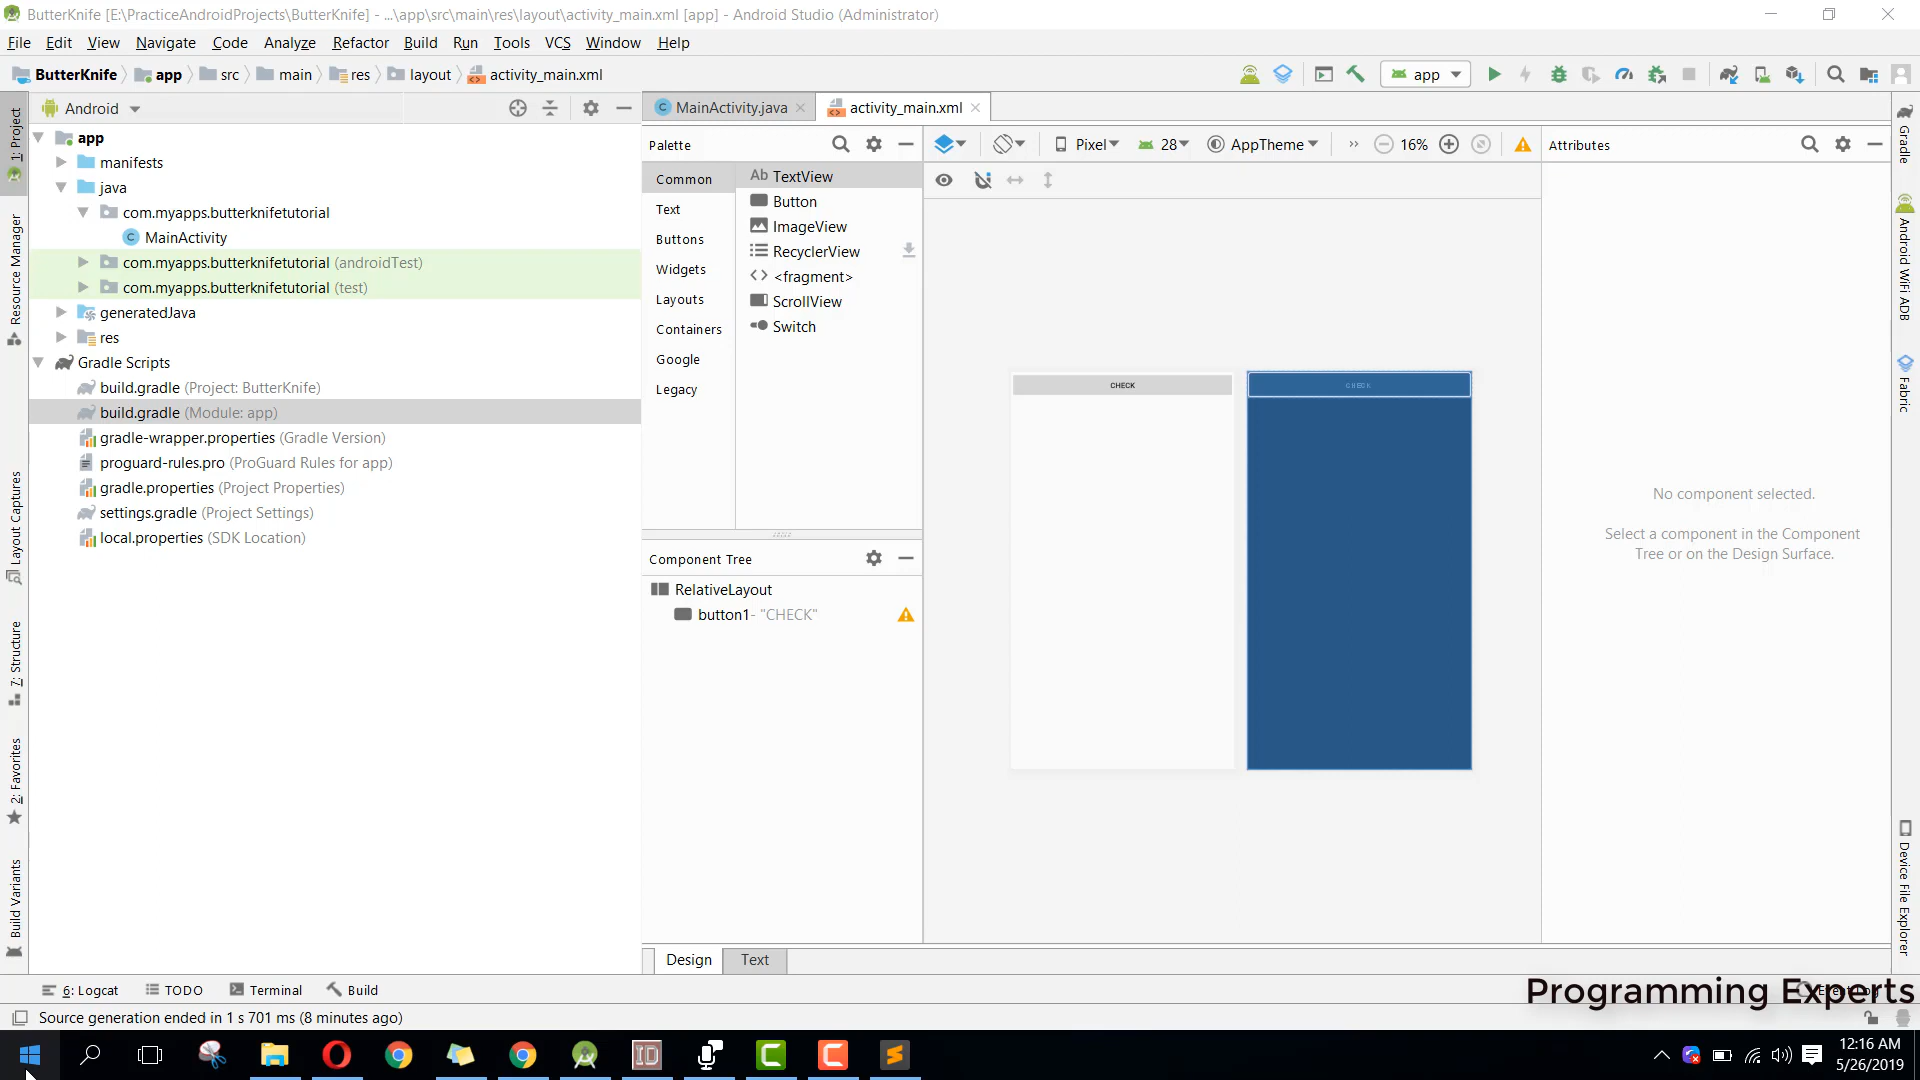 ButterKnife [E:\PracticeAndroidProjects\ButterKnife] - ...\app\src\main\res\layout\activity_main.xml [app] - Android Studio (Administrator)
File Edit View Navigate Code Analyze Refactor Build Run Tools VCS Window Help
ButterKnife app src main res layout activity_main.xml
app
Android
MainActivity.java
activity_main.xml
1: Project
Resource Manager
Layout Captures
7: Structure
2: Favorites
Build Variants
app
manifests
java
com.myapps.butterknifetutorial
MainActivity
com.myapps.butterknifetutorial (androidTest)
com.myapps.butterknifetutorial (test)
generatedJava
res
Gradle Scripts
build.gradle (Project: ButterKnife)
build.gradle (Module: app)
gradle-wrapper.properties (Gradle Version)
proguard-rules.pro (ProGuard Rules for app)
gradle.properties (Project Properties)
settings.gradle (Project Settings)
local.properties (SDK Location)
Palette
Common
Text
Buttons
Widgets
Layouts
Containers
Google
Legacy
Ab TextView
Button
ImageView
RecyclerView
<fragment>
ScrollView
Switch
Component Tree
RelativeLayout
button1- "CHECK"
Pixel 28 AppTheme 16%
CHECK
CHECK
Attributes
No component selected.
Select a component in the Component
Tree or on the Design Surface.
Gradle
Android WiFi ADB
Fabric
Device File Explorer
Design Text
6: Logcat TODO Terminal Build
Programming Experts
Source generation ended in 1 s 701 ms (8 minutes ago)
12:16 AM
5/26/2019